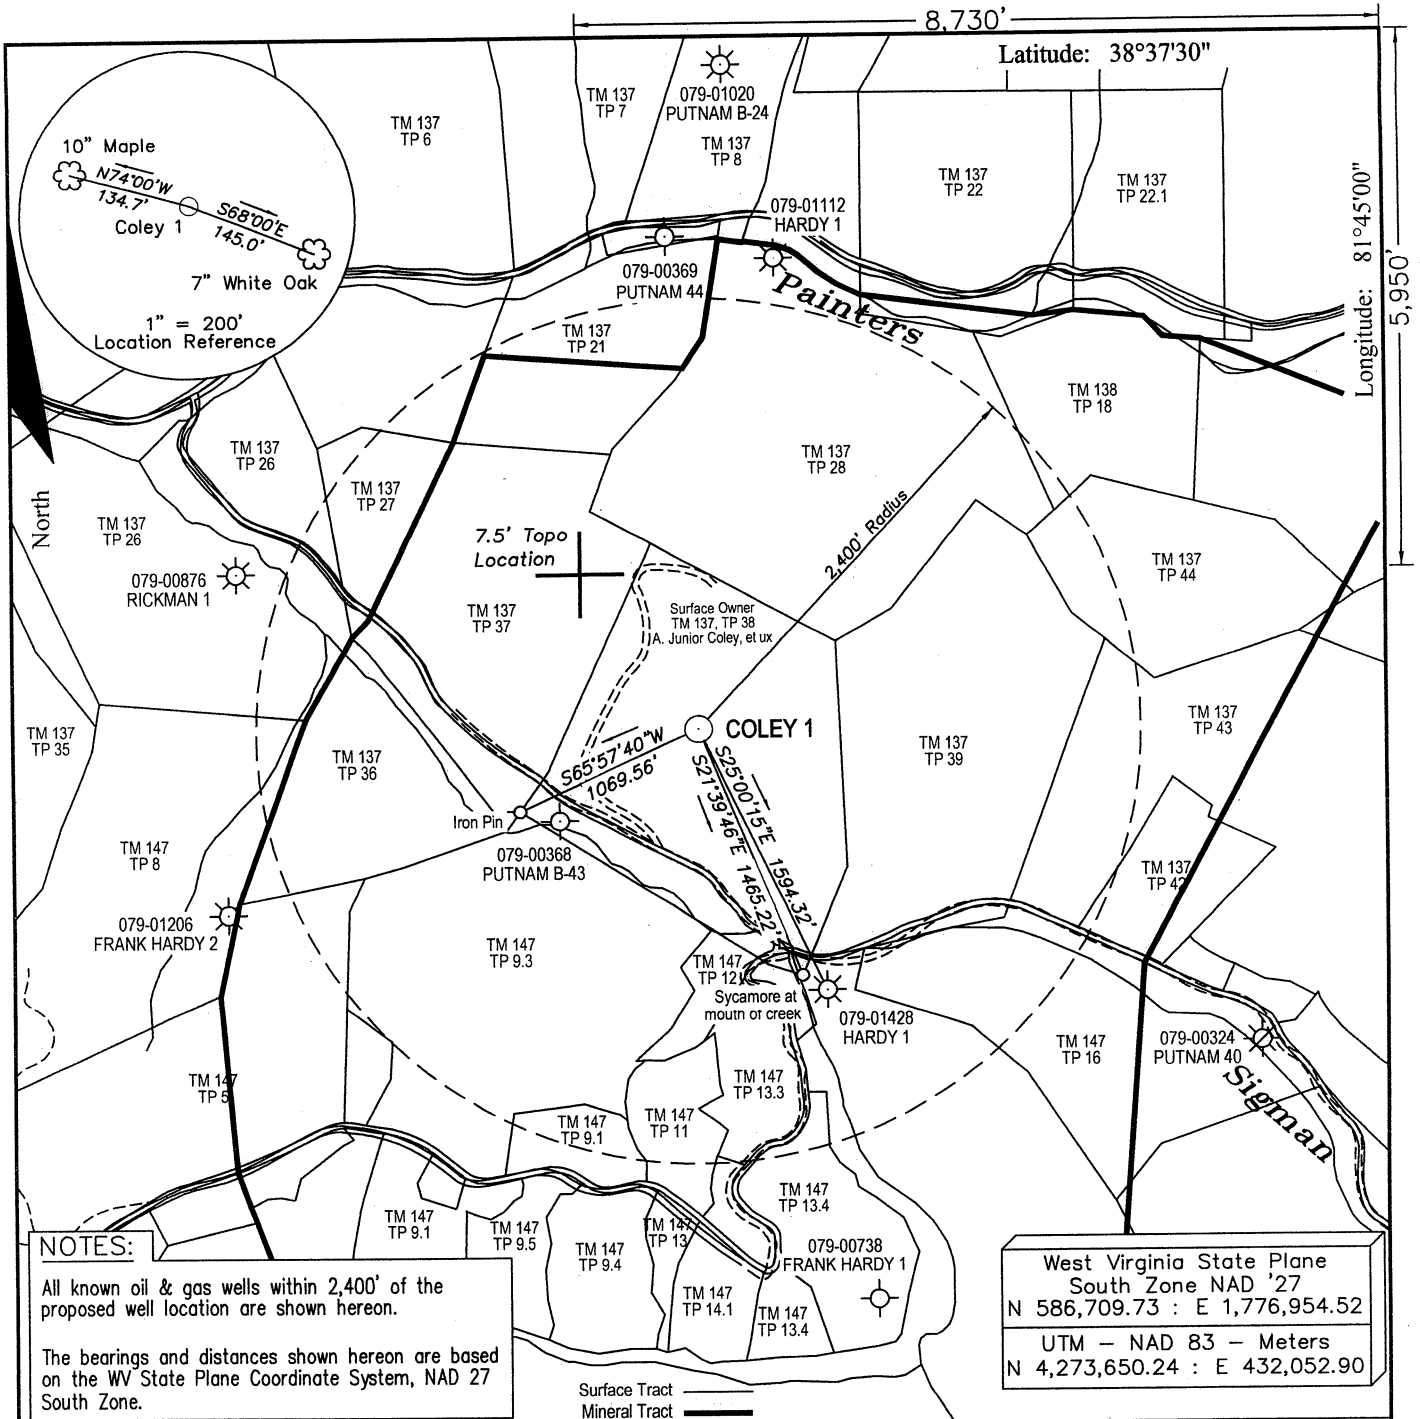 8,730'
Latitude: 38°37'30"
Longitude: 81°45'00"
5,950'
10" Maple
N74°00'W
134.7'
Coley 1
S68°00'E
145.0'
7" White Oak
1" = 200'
Location Reference
North
TM 137
TP 6
TM 137
TP 7
079-01020
PUTNAM B-24
TM 137
TP 8
TM 137
TP 22
TM 137
TP 22.1
079-01112
HARDY 1
079-00369
PUTNAM 44
Painters
TM 137
TP 21
TM 138
TP 18
TM 137
TP 26
TM 137
TP 27
TM 137
TP 28
2,400' Radius
TM 137
TP 26
7.5' Topo
Location
TM 137
TP 44
079-00876
RICKMAN 1
TM 137
TP 37
Surface Owner
TM 137, TP 38
A. Junior Coley, et ux
TM 137
TP 35
TM 137
TP 36
COLEY 1
TM 137
TP 39
TM 137
TP 43
S65°57'40"W
1069.56'
S25°00'15"E 1594.32'
S21°39'46"E 1465.22'
Iron Pin
TM 147
TP 8
079-00368
PUTNAM B-43
TM 137
TP 42
079-01206
FRANK HARDY 2
TM 147
TP 9.3
TM 147
TP 12
Sycamore at
mouth of creek
079-01428
HARDY 1
TM 147
TP 16
079-00324
PUTNAM 40
Sigman
TM 147
TP 5
TM 147
TP 13.3
TM 147
TP 9.1
TM 147
TP 11
TM 147
TP 13.4
TM 147
TP 9.1
TM 147
TP 9.5
TM 147
TP 9.4
TM 147
TP 13
079-00738
FRANK HARDY 1
TM 147
TP 14.1
TM 147
TP 13.4
NOTES:
All known oil & gas wells within 2,400' of the
proposed well location are shown hereon.
The bearings and distances shown hereon are based
on the WV State Plane Coordinate System, NAD 27
South Zone.
West Virginia State Plane
South Zone NAD '27
N 586,709.73 : E 1,776,954.52
UTM – NAD 83 – Meters
N 4,273,650.24 : E 432,052.90
Surface Tract
Mineral Tract